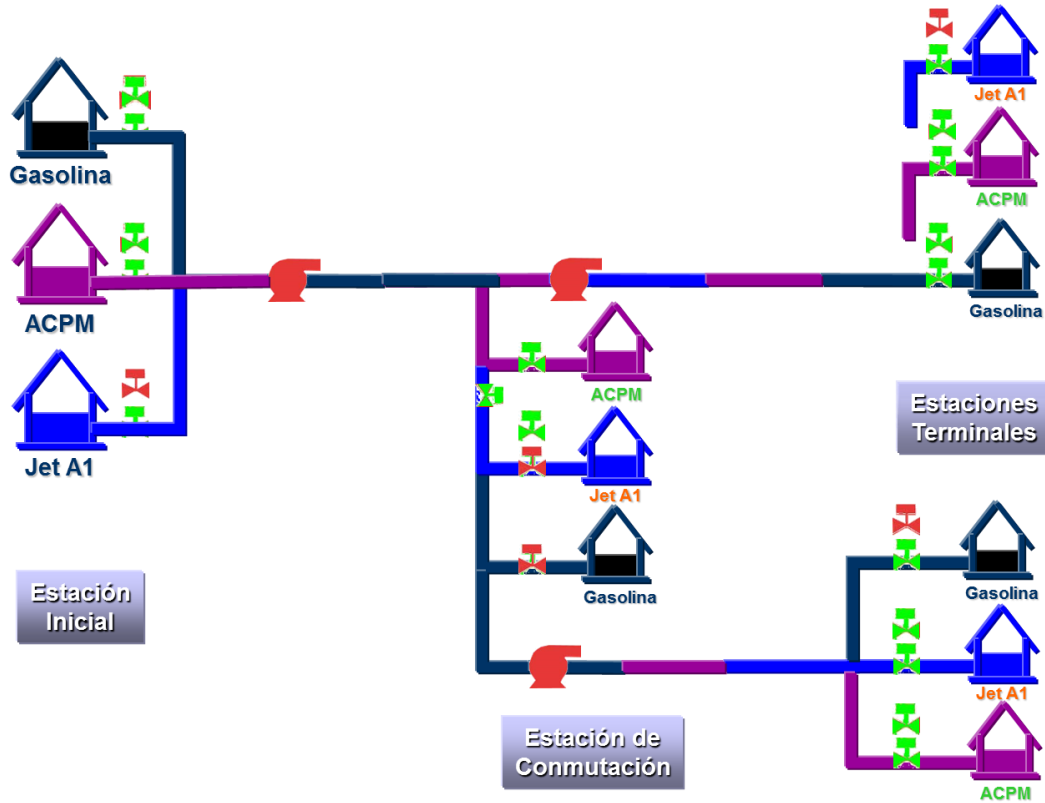 Gasolina
ACPM
Jet A1
Estación
Inicial
ACPM
Jet A1
Gasolina
Estación de
Conmutación
Jet A1
ACPM
Gasolina
Estaciones
Terminales
Gasolina
Jet A1
ACPM